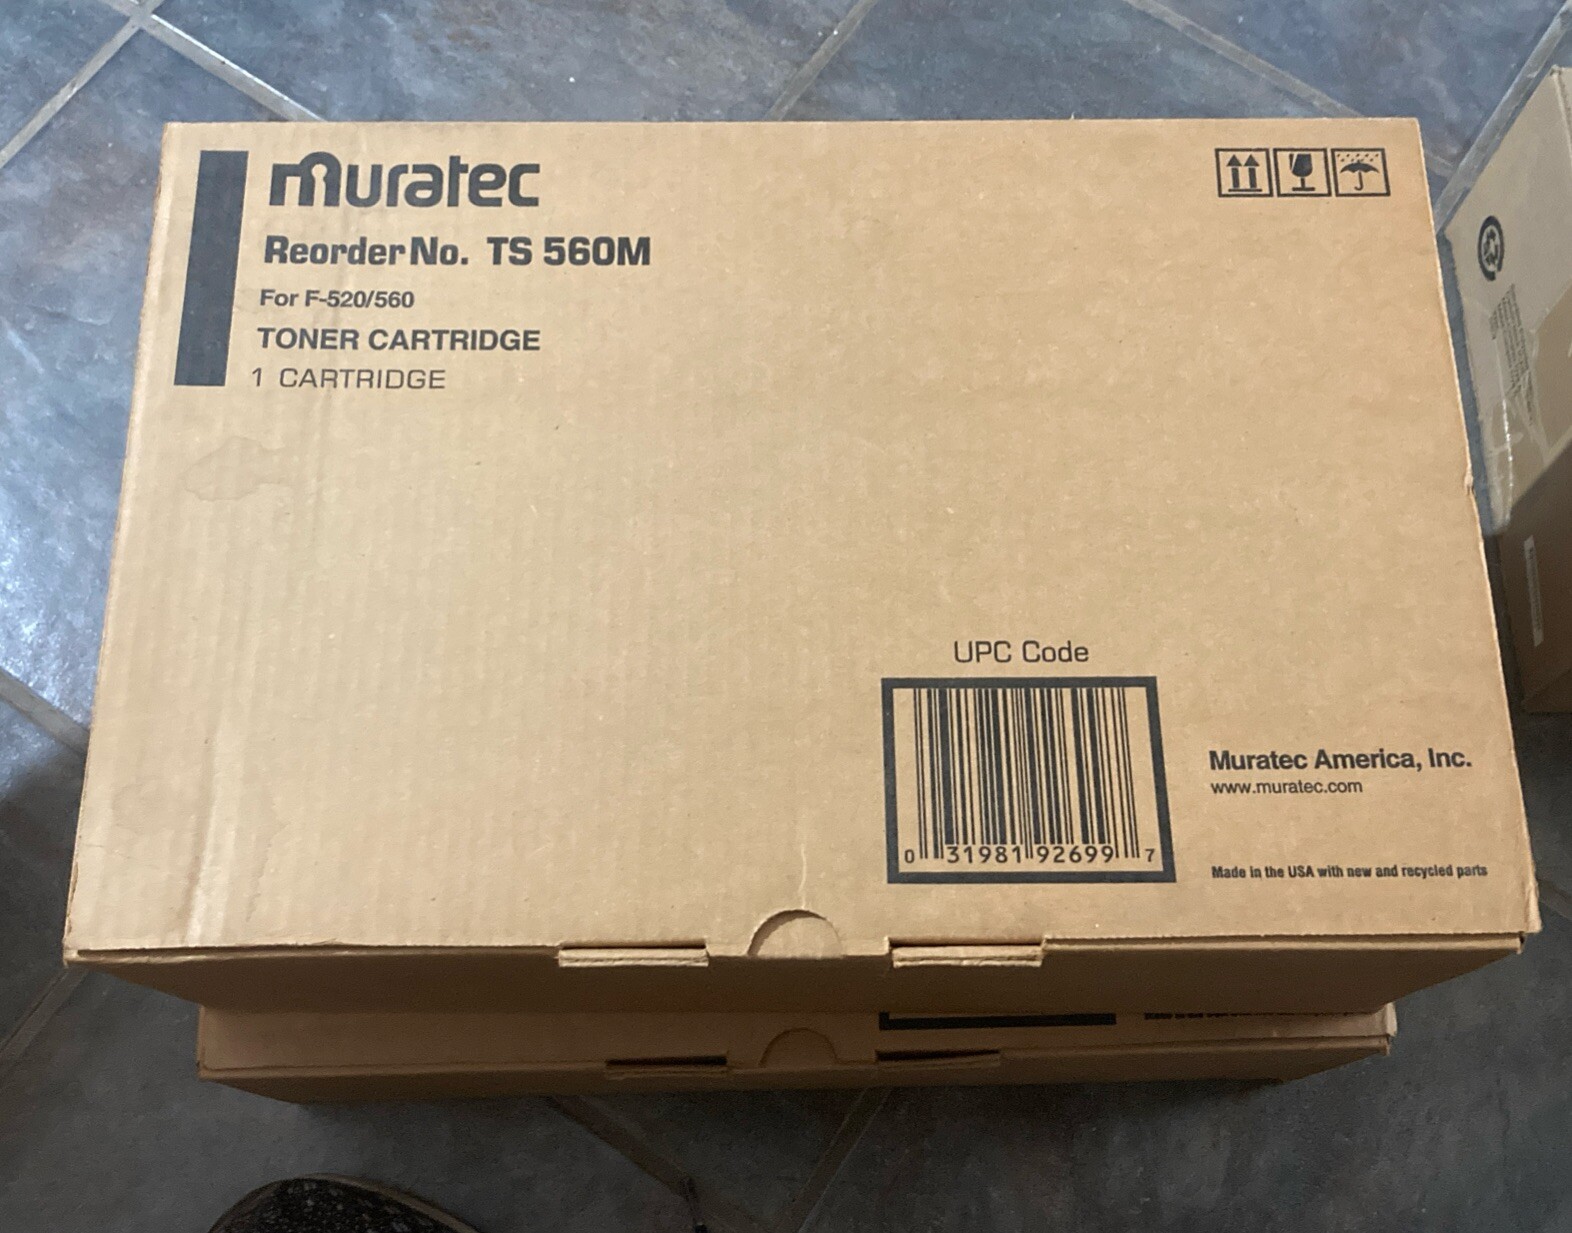 muratec
Reorder No. TS 560M
For F-520/560
TONER CARTRIDGE
1 CARTRIDGE
UPC Code
0 31981 92699 7
Muratec America, Inc.
www.muratec.com
Made in the USA with new and recycled parts